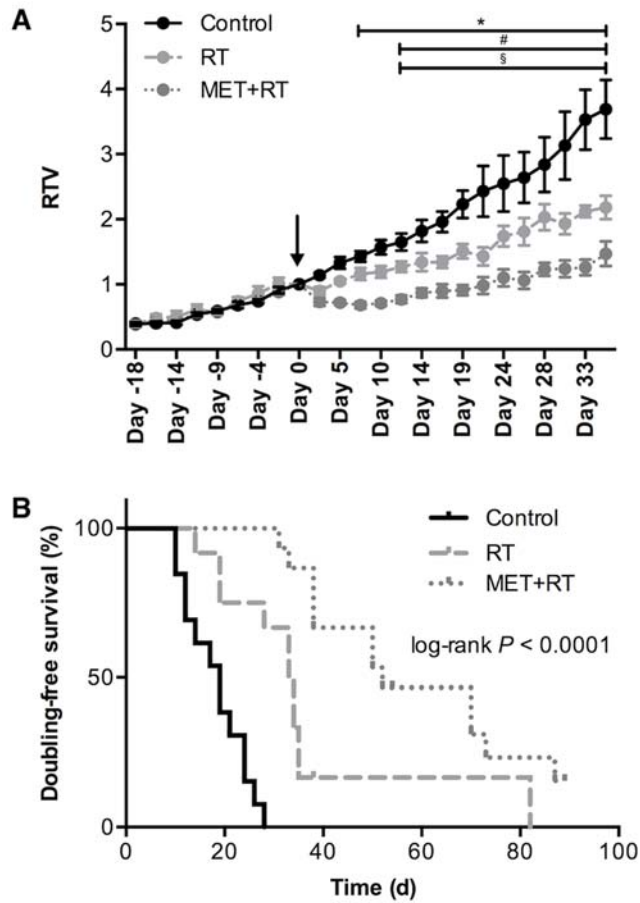 A
Control
RT
MET+RT
*
#
§
RTV
5
4
3
2
1
0
Day -18
Day -14
Day -9
Day -4
Day 0
Day 5
Day 10
Day 14
Day 19
Day 24
Day 28
Day 33
B
Control
RT
MET+RT
log-rank P < 0.0001
Doubling-free survival (%)
100
50
0
0 20 40 60 80 100
Time (d)